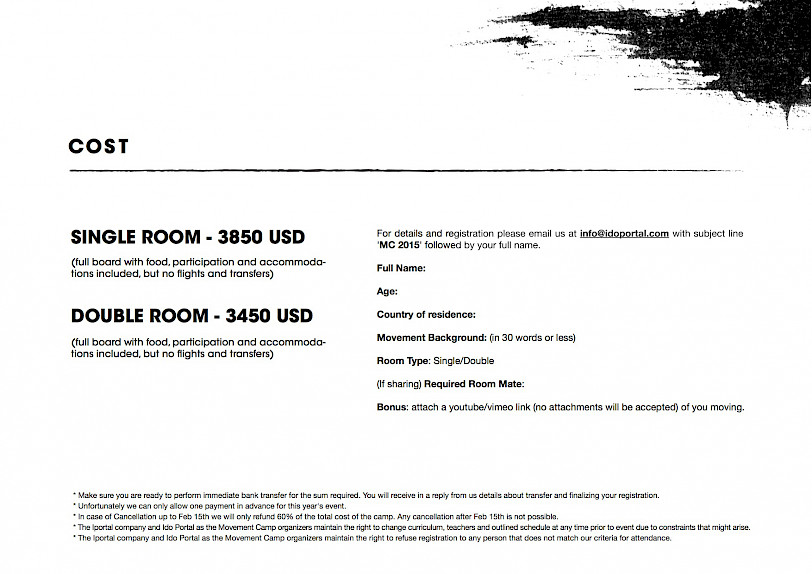 COST
SINGLE ROOM - 3850 USD
(full board with food, participation and accommoda-
tions included, but no flights and transfers)
DOUBLE ROOM - 3450 USD
(full board with food, participation and accommoda-
tions included, but no flights and transfers)
For details and registration please email us at info@idoportal.com with subject line
'MC 2015' followed by your full name.
Full Name:
Age:
Country of residence:
Movement Background: (in 30 words or less)
Room Type: Single/Double
(If sharing) Required Room Mate:
Bonus: attach a youtube/vimeo link (no attachments will be accepted) of you moving.
* Make sure you are ready to perform immediate bank transfer for the sum required. You will receive in a reply from us details about transfer and finalizing your registration.
* Unfortunately we can only allow one payment in advance for this year's event.
* In case of Cancellation up to Feb 15th we will only refund 60% of the total cost of the camp. Any cancellation after Feb 15th is not possible.
* The Iportal company and Ido Portal as the Movement Camp organizers maintain the right to change curriculum, teachers and outlined schedule at any time prior to event due to constraints that might arise.
* The Iportal company and Ido Portal as the Movement Camp organizers maintain the right to refuse registration to any person that does not match our criteria for attendance.